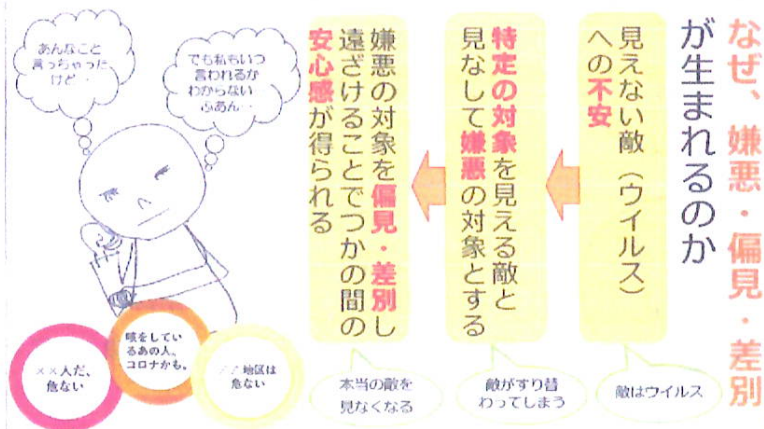 なぜ、嫌悪・偏見・差別
が生まれるのか
見えない敵（ウイルス）
への不安
敵はウイルス
特定の対象を見える敵と
見なして嫌悪の対象とする
敵がすり替
わってしまう
嫌悪の対象を偏見・差別し
遠ざけることでつかの間の
安心感が得られる
本当の敵を
見なくなる
でも私もいつ
言われるか
わからない
ふあん…
あんなこと
言っちゃった
けど…
××人だ、
危ない
咳をしてい
るあの人、
コロナかも。
地区は
危ない